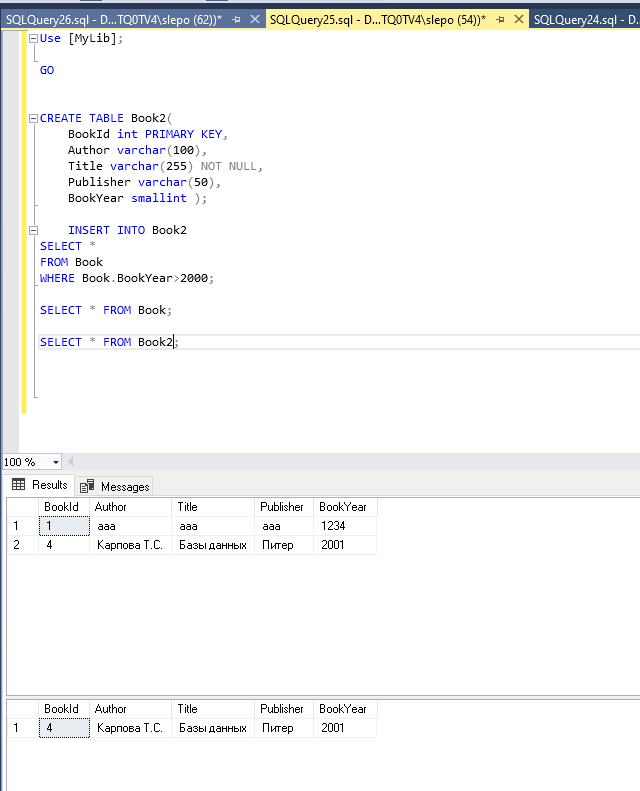 SQLQuery26.sql - D...TQ0TV4\slepo (62))* SQLQuery25.sql - D...TQ0TV4\slepo (54))* SQLQuery24.sql - D...
Use [MyLib];
GO
CREATE TABLE Book2(
BookId int PRIMARY KEY,
Author varchar(100),
Title varchar(255) NOT NULL,
Publisher varchar(50),
BookYear smallint );
INSERT INTO Book2
SELECT *
FROM Book
WHERE Book.BookYear>2000;
SELECT * FROM Book;
SELECT * FROM Book2;
100 %
Results Messages
BookId Author Title Publisher BookYear
1 1 aaa aaa aaa 1234
2 4 Карпова Т.С. Базы данных Питер 2001
BookId Author Title Publisher BookYear
1 4 Карпова Т.С. Базы данных Питер 2001